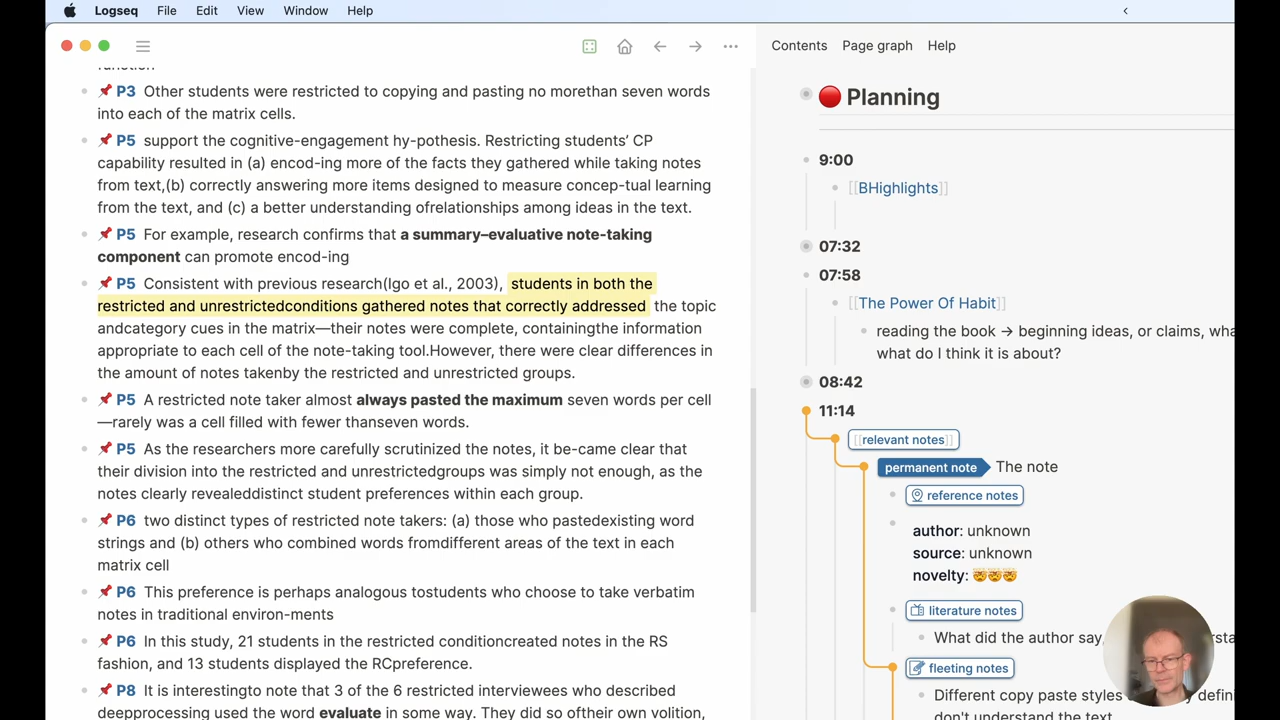 Logseq File Edit View Window Help
Contents Page graph Help
function
P3 Other students were restricted to copying and pasting no morethan seven words
into each of the matrix cells.
P5 support the cognitive-engagement hy-pothesis. Restricting students' CP
capability resulted in (a) encod-ing more of the facts they gathered while taking notes
from text,(b) correctly answering more items designed to measure concep-tual learning
from the text, and (c) a better understanding ofrelationships among ideas in the text.
P5 For example, research confirms that a summary–evaluative note-taking
component can promote encod-ing
P5 Consistent with previous research(Igo et al., 2003), students in both the
restricted and unrestrictedconditions gathered notes that correctly addressed the topic
andcategory cues in the matrix—their notes were complete, containingthe information
appropriate to each cell of the note-taking tool.However, there were clear differences in
the amount of notes takenby the restricted and unrestricted groups.
P5 A restricted note taker almost always pasted the maximum seven words per cell
—rarely was a cell filled with fewer thanseven words.
P5 As the researchers more carefully scrutinized the notes, it be-came clear that
their division into the restricted and unrestrictedgroups was simply not enough, as the
notes clearly revealeddistinct student preferences within each group.
P6 two distinct types of restricted note takers: (a) those who pastedexisting word
strings and (b) others who combined words fromdifferent areas of the text in each
matrix cell
P6 This preference is perhaps analogous tostudents who choose to take verbatim
notes in traditional environ-ments
P6 In this study, 21 students in the restricted conditioncreated notes in the RS
fashion, and 13 students displayed the RCpreference.
P8 It is interestingto note that 3 of the 6 restricted interviewees who described
deepprocessing used the word evaluate in some way. They did so oftheir own volition,
Planning
9:00
[[BHighlights]]
07:32
07:58
[[The Power Of Habit]]
reading the book → beginning ideas, or claims,
what do I think it is about?
08:42
11:14
[[relevant notes]]
permanent note The note
reference notes
author: unknown
source: unknown
novelty: 🤯🤯🤯
literature notes
What did the author say,
fleeting notes
Different copy paste styles
don't understand the text